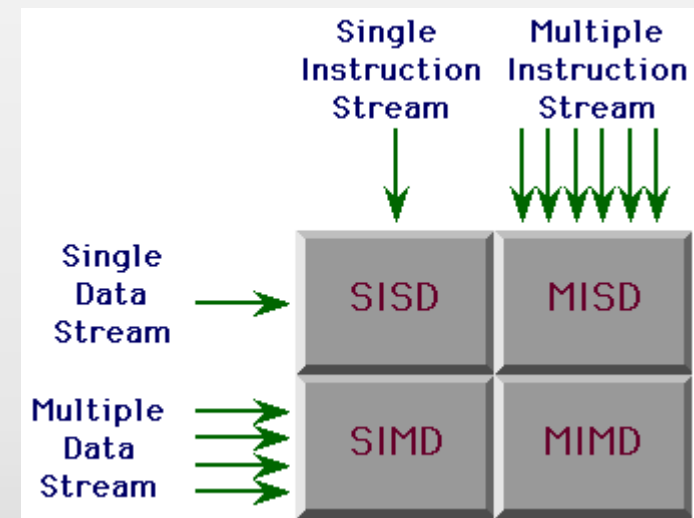 Single
Instruction
Stream
Multiple
Instruction
Stream
Single
Data
Stream
SISD
MISD
Multiple
Data
Stream
SIMD
MIMD